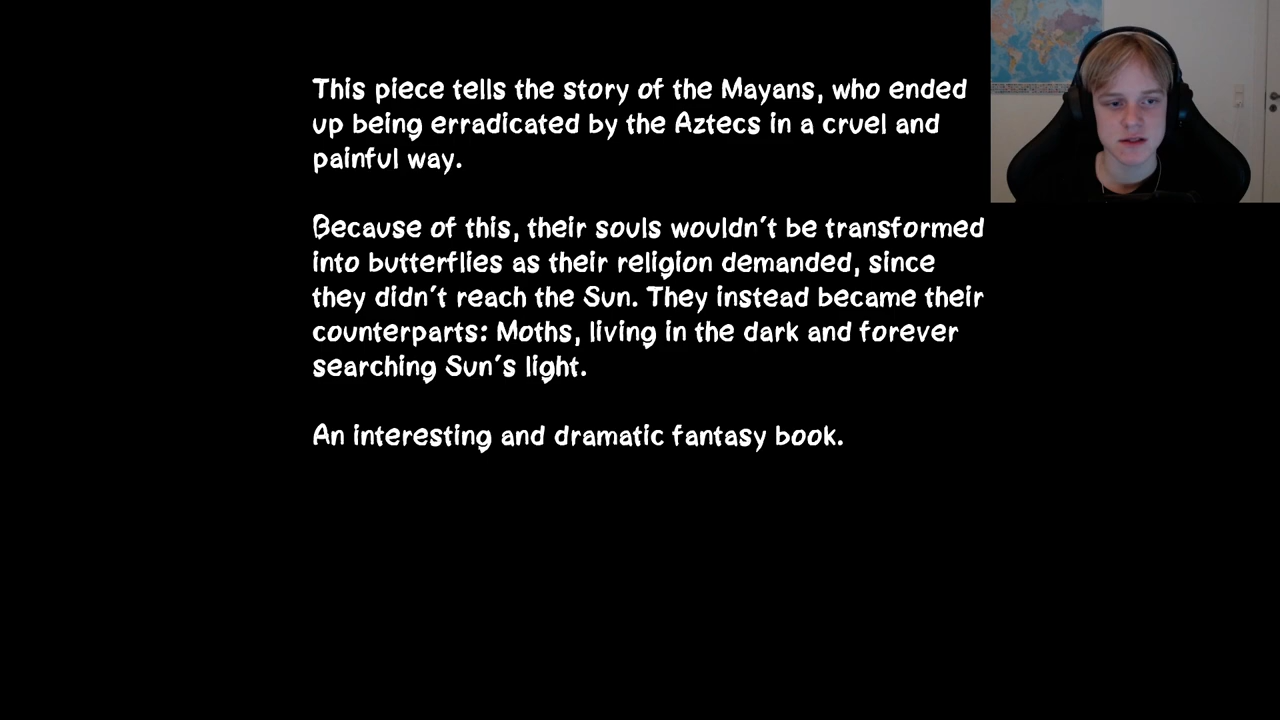 This piece tells the story of the Mayans, who ended
up being erradicated by the Aztecs in a cruel and
painful way.
Because of this, their souls wouldn't be transformed
into butterflies as their religion demanded, since
they didn't reach the Sun. They instead became their
counterparts: Moths, living in the dark and forever
searching Sun's light.
An interesting and dramatic fantasy book.